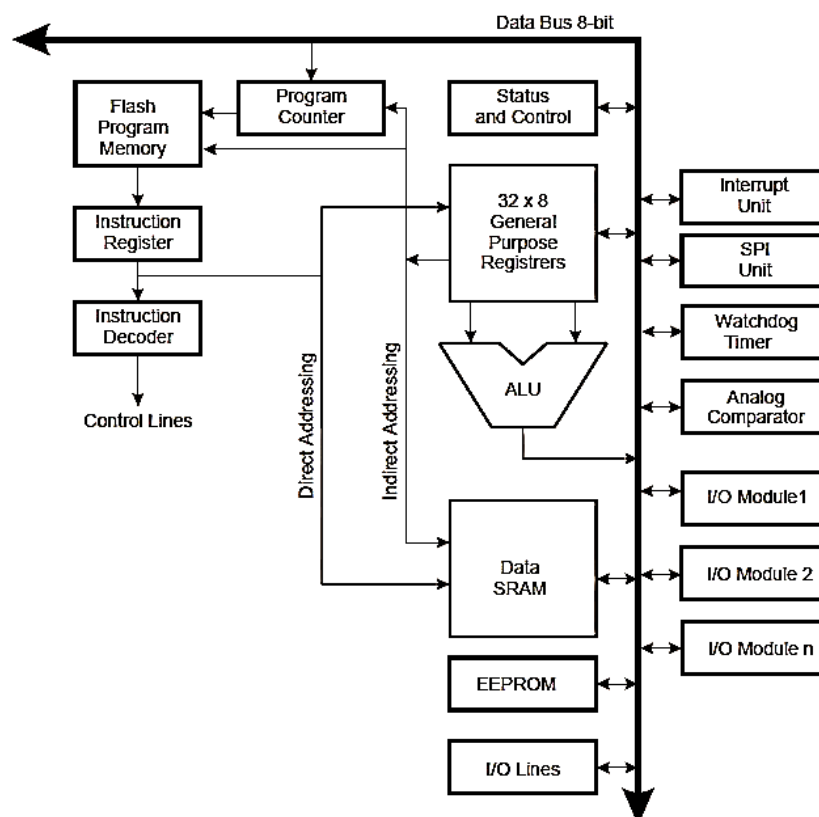 Data Bus 8-bit
Flash
Program
Memory
Program
Counter
Status
and Control
32 x 8
General
Purpose
Registrers
Interrupt
Unit
Instruction
Register
SPI
Unit
Instruction
Decoder
Watchdog
Timer
Control Lines
Direct Addressing
Indirect Addressing
ALU
Analog
Comparator
I/O Module1
Data
SRAM
I/O Module 2
I/O Module n
EEPROM
I/O Lines